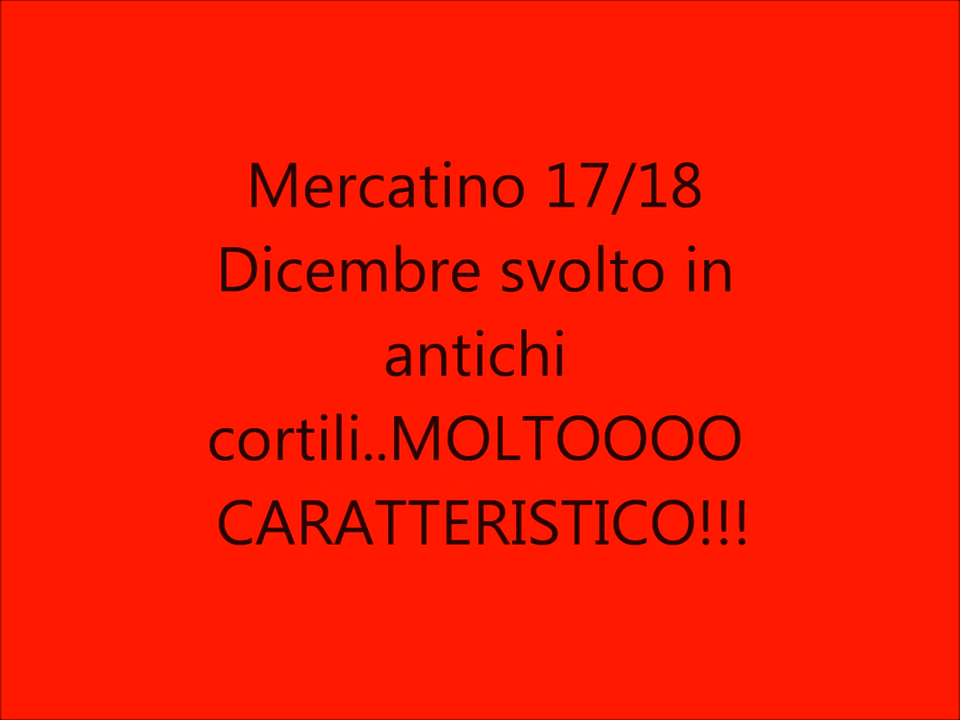 Mercatino 17/18
Dicembre svolto in
antichi
cortili..MOLTOOOO
CARATTERISTICO!!!